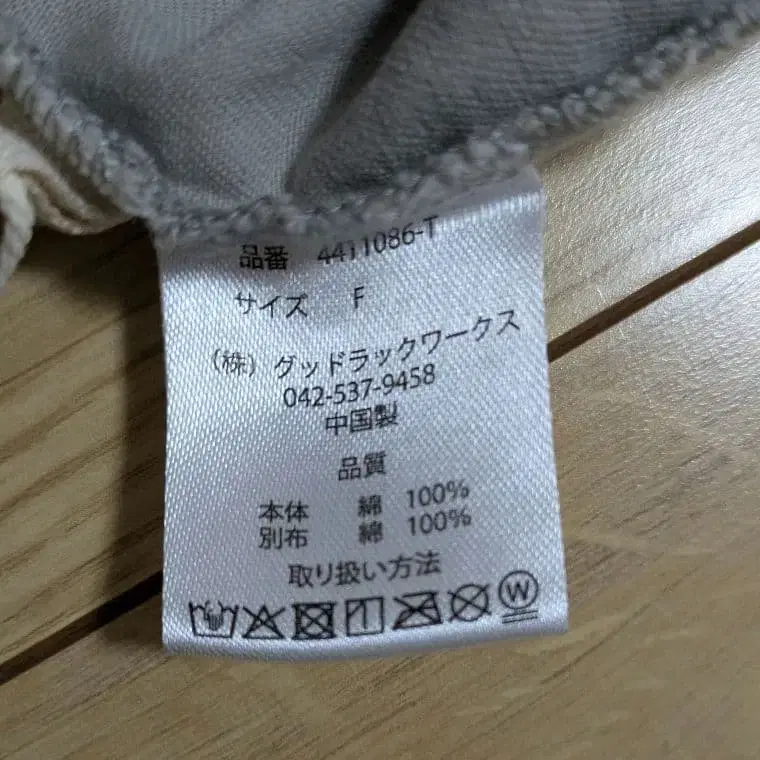 品番 4411086-T
サイズ F
(株) グッドラックワークス
042-537-9458
中国製
品質
本体 綿 100%
別布 綿 100%
取り扱い方法
W